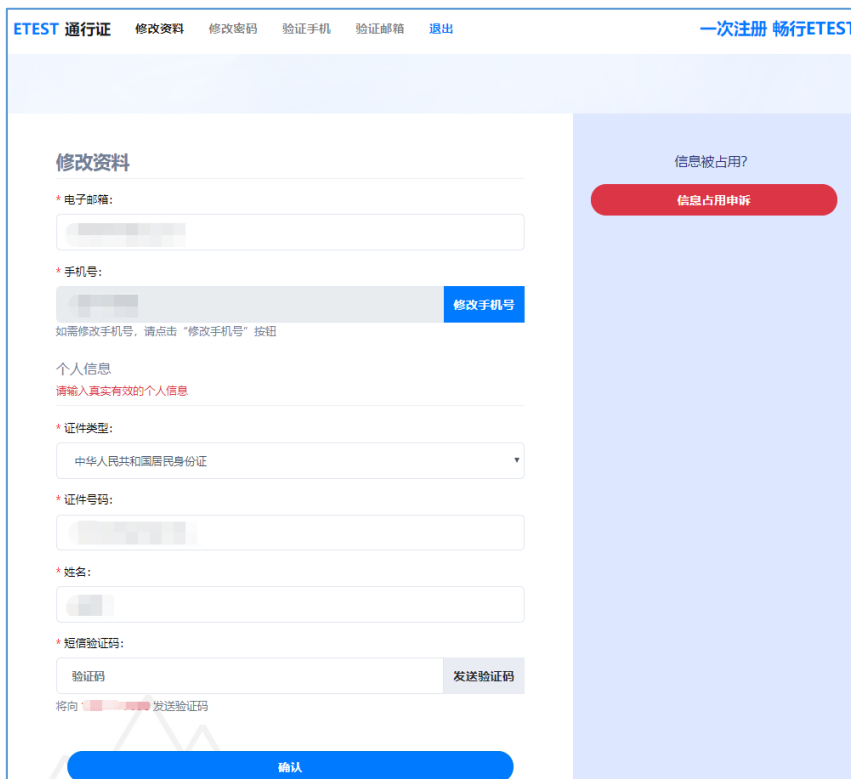 ETEST 通行证 修改资料 修改密码 验证手机 验证邮箱 退出 一次注册 畅行ETEST
修改资料
* 电子邮箱:
* 手机号:
修改手机号
如需修改手机号，请点击“修改手机号”按钮
个人信息
请输入真实有效的个人信息
* 证件类型:
中华人民共和国居民身份证
* 证件号码:
* 姓名:
* 短信验证码:
验证码 发送验证码
将向 发送验证码
确认
信息被占用?
信息占用申诉